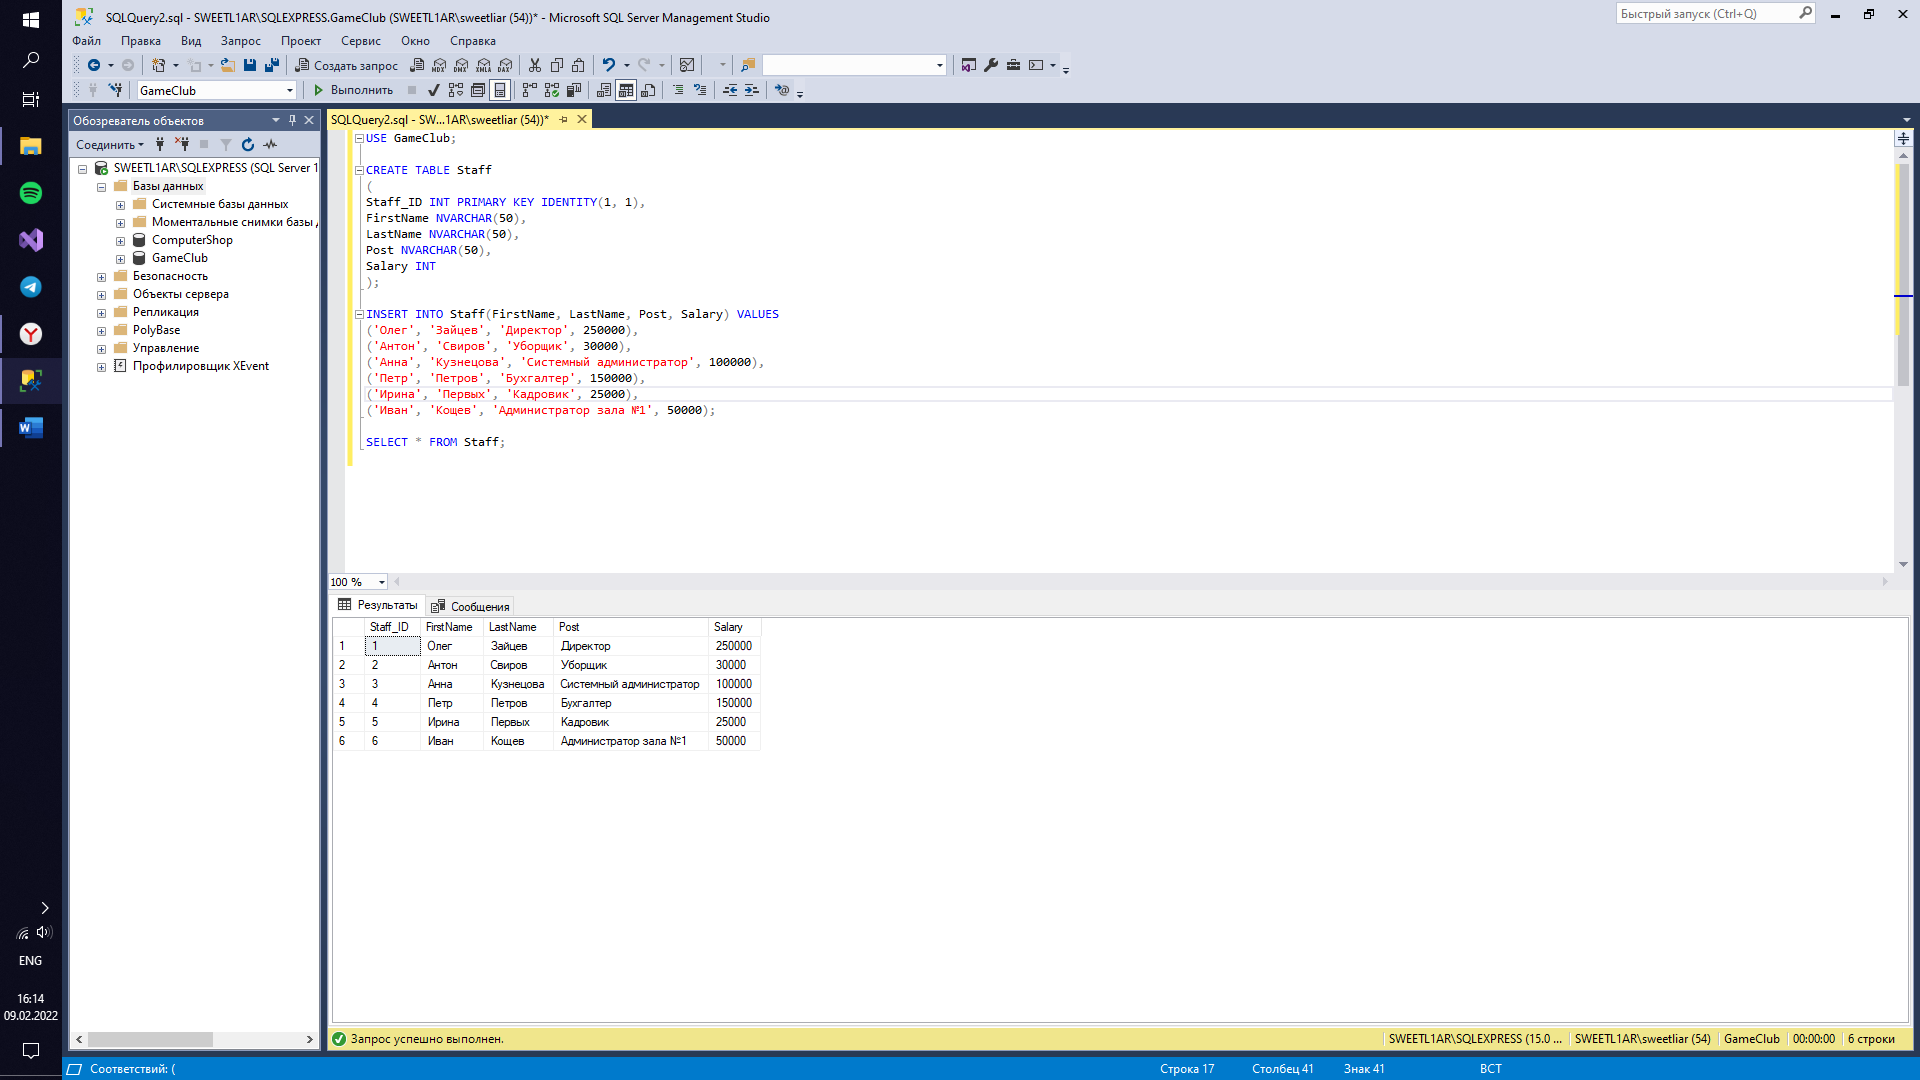 SQLQuery2.sql - SWEETL1AR\SQLEXPRESS.GameClub (SWEETL1AR\sweetliar (54))* - Microsoft SQL Server Management Studio
Быстрый запуск (Ctrl+Q)
Файл Правка Вид Запрос Проект Сервис Окно Справка
Создать запрос
GameClub
Выполнить
Обозреватель объектов
Соединить
SWEETL1AR\SQLEXPRESS (SQL Server 1
Базы данных
Системные базы данных
Моментальные снимки базы
ComputerShop
GameClub
Безопасность
Объекты сервера
Репликация
PolyBase
Управление
Профилировщик XEvent
SQLQuery2.sql - SW...1AR\sweetliar (54))*
USE GameClub;
CREATE TABLE Staff
(
Staff_ID INT PRIMARY KEY IDENTITY(1, 1),
FirstName NVARCHAR(50),
LastName NVARCHAR(50),
Post NVARCHAR(50),
Salary INT
);
INSERT INTO Staff(FirstName, LastName, Post, Salary) VALUES
('Олег', 'Зайцев', 'Директор', 250000),
('Антон', 'Свиров', 'Уборщик', 30000),
('Анна', 'Кузнецова', 'Системный администратор', 100000),
('Петр', 'Петров', 'Бухгалтер', 150000),
('Ирина', 'Первых', 'Кадровик', 25000),
('Иван', 'Кощев', 'Администратор зала №1', 50000);
SELECT * FROM Staff;
100 %
Результаты Сообщения
Staff_ID FirstName LastName Post Salary
1 1 Олег Зайцев Директор 250000
2 2 Антон Свиров Уборщик 30000
3 3 Анна Кузнецова Системный администратор 100000
4 4 Петр Петров Бухгалтер 150000
5 5 Ирина Первых Кадровик 25000
6 6 Иван Кощев Администратор зала №1 50000
Запрос успешно выполнен.
SWEETL1AR\SQLEXPRESS (15.0 ... SWEETL1AR\sweetliar (54) GameClub 00:00:00 6 строки
Соответствий: (
Строка 17 Столбец 41 Знак 41 ВСТ
ENG
16:14
09.02.2022